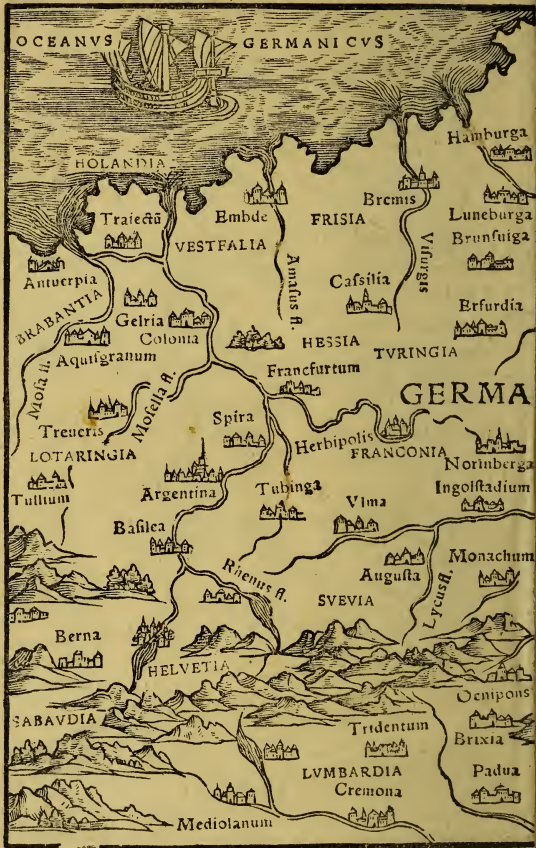 OCEANVS GERMANICVS
Hamburga
HOLANDIA
Bremis
Traiectū
Embde
FRISIA
Luneburga
VESTFALIA
Brunsuiga
Antuerpia
Amasus fl.
Visurgis
Cassilia
BRABANTIA
Gelria
Erfurdia
Colonia
HESSIA
Aquisgranum
TVRINGIA
Mosa fl.
Francfurtum
Mosella fl.
GERMA
Treueris
Spira
Herbipolis
LOTARINGIA
FRANCONIA
Norinberga
Argentina
Tubinga
Ingolstadium
Tullium
Vlma
Basilea
Rhenus fl.
Augusta
Monachum
SVEVIA
Lycus fl.
Berna
HELVETIA
Oenipons
SABAVDIA
Tridentum
Brixia
LVMBARDIA
Padua
Cremona
Mediolanum